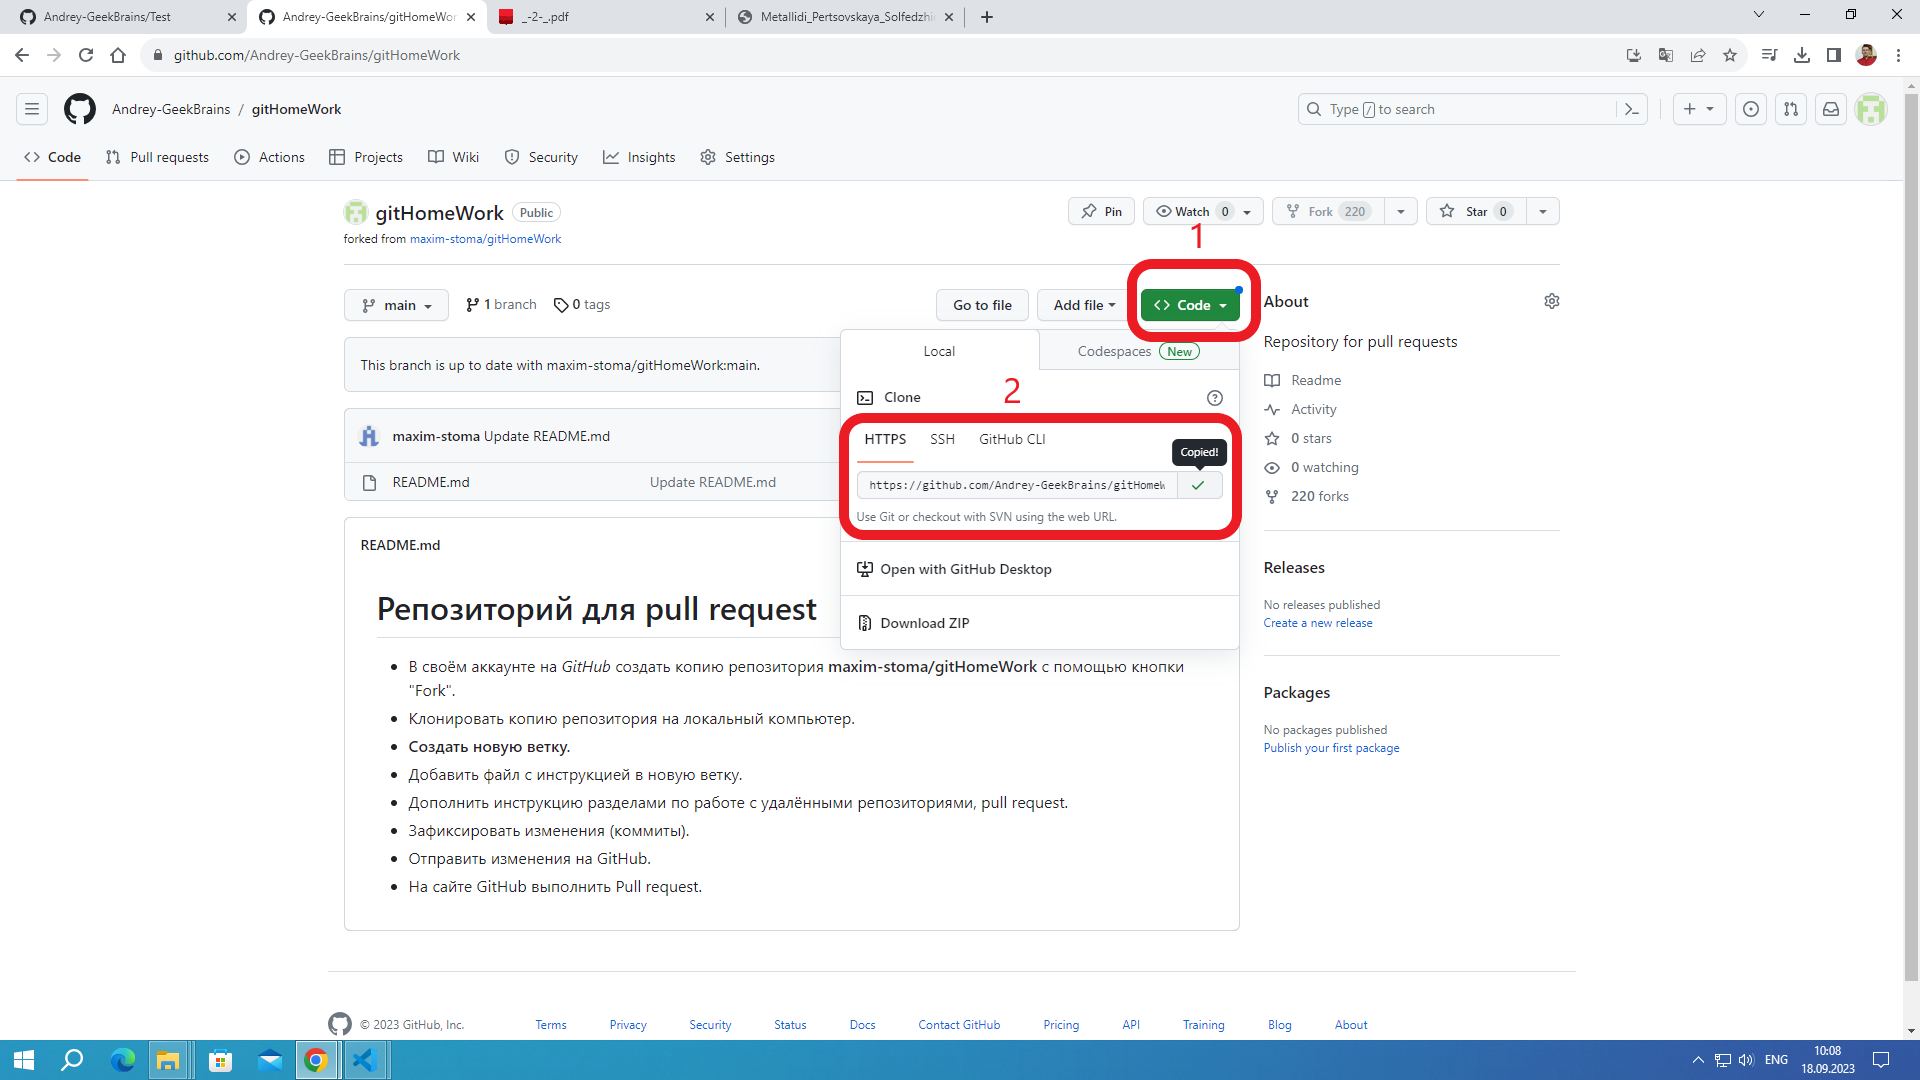 Andrey-GeekBrains/Test
Andrey-GeekBrains/gitHomeWor
_-2-_.pdf
Metallidi_Pertsovskaya_Solfedzhi
github.com/Andrey-GeekBrains/gitHomeWork
Andrey-GeekBrains / gitHomeWork
Type / to search
Code
Pull requests
Actions
Projects
Wiki
Security
Insights
Settings
gitHomeWork Public
forked from maxim-stoma/gitHomeWork
Pin
Watch 0
Fork 220
Star 0
1
main
1 branch
0 tags
Go to file
Add file
Code
This branch is up to date with maxim-stoma/gitHomeWork:main.
maxim-stoma Update README.md
README.md
Update README.md
Local
Codespaces New
2
Clone
HTTPS
SSH
GitHub CLI
Copied!
https://github.com/Andrey-GeekBrains/gitHomeW
Use Git or checkout with SVN using the web URL.
Open with GitHub Desktop
Download ZIP
README.md
Репозиторий для pull request
В своём аккаунте на GitHub создать копию репозитория maxim-stoma/gitHomeWork с помощью кнопки
"Fork".
Клонировать копию репозитория на локальный компьютер.
Создать новую ветку.
Добавить файл с инструкцией в новую ветку.
Дополнить инструкцию разделами по работе с удалёнными репозиториями, pull request.
Зафиксировать изменения (коммиты).
Отправить изменения на GitHub.
На сайте GitHub выполнить Pull request.
About
Repository for pull requests
Readme
Activity
0 stars
0 watching
220 forks
Releases
No releases published
Create a new release
Packages
No packages published
Publish your first package
© 2023 GitHub, Inc.
Terms
Privacy
Security
Status
Docs
Contact GitHub
Pricing
API
Training
Blog
About
ENG
10:08
18.09.2023